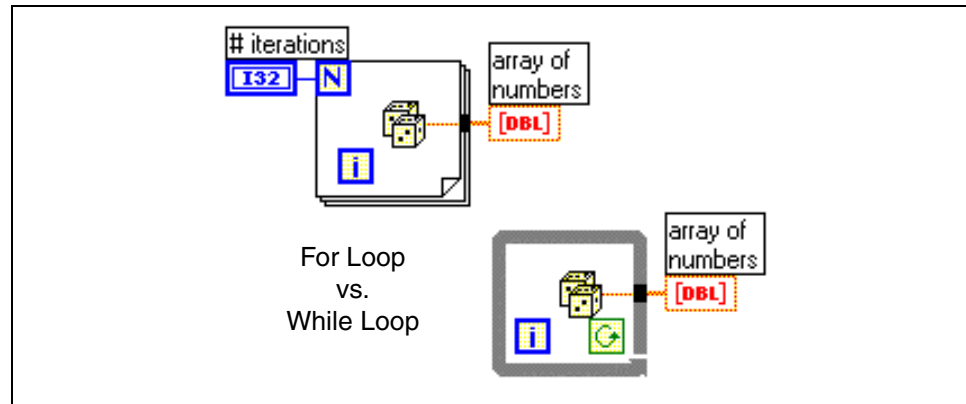 # iterations
I32
N
i
array of
numbers
[DBL]
For Loop
vs.
While Loop
i
array of
numbers
[DBL]